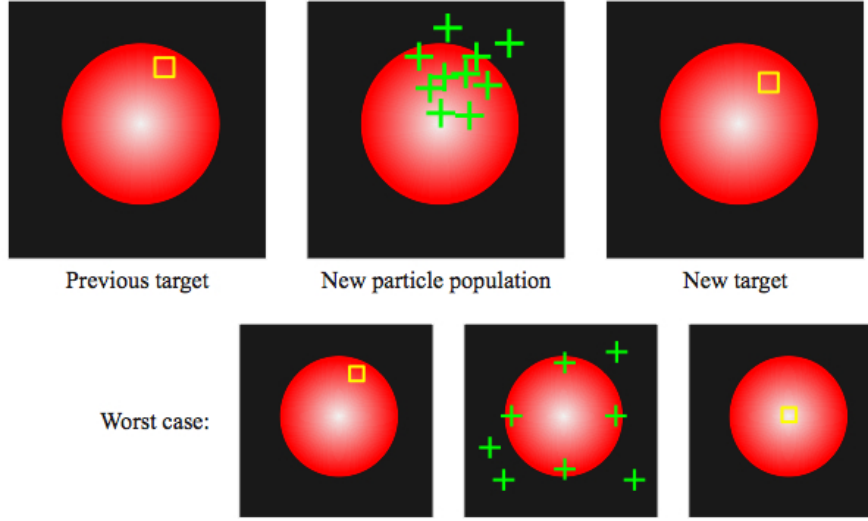 Previous target
New particle population
New target
Worst case: